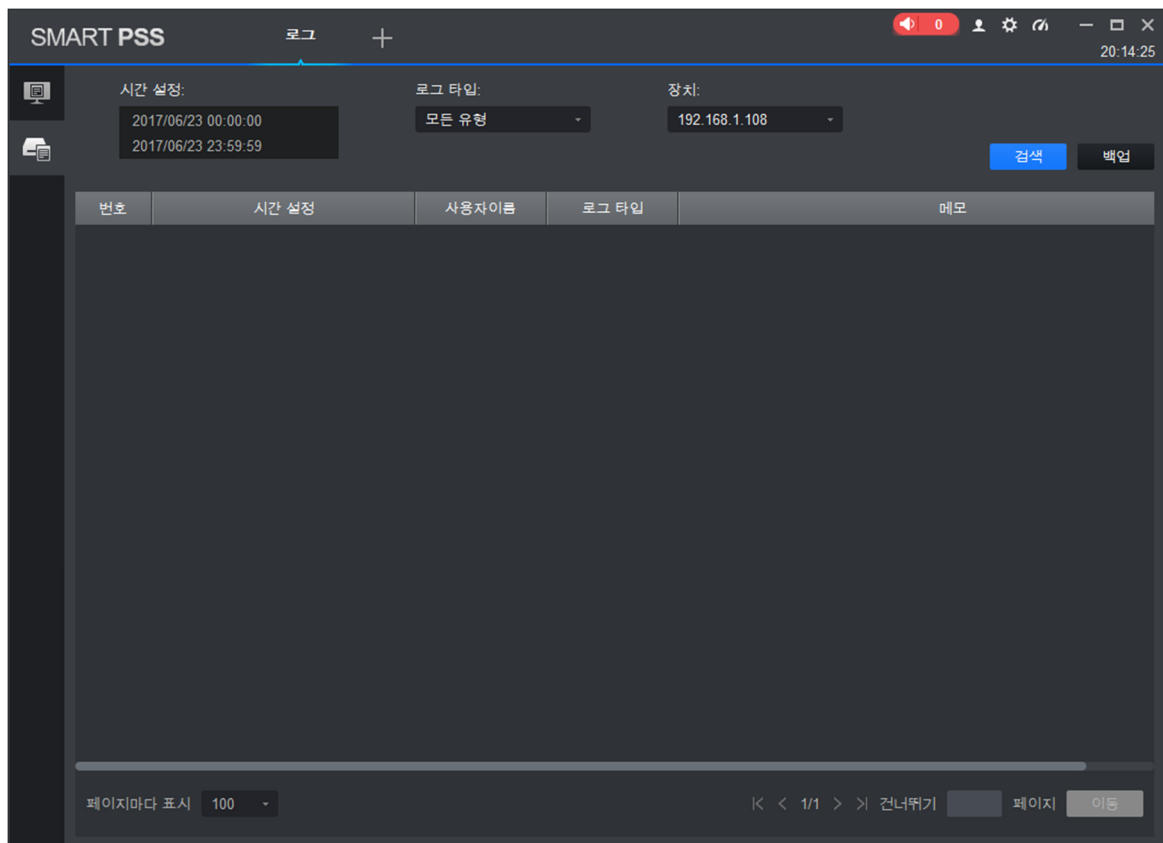 SMART PSS 로그 0
20:14:25
시간 설정: 로그 타입: 장치:
2017/06/23 00:00:00 모든 유형 192.168.1.108
2017/06/23 23:59:59
검색 백업
번호 시간 설정 사용자이름 로그 타입 메모
페이지마다 표시 100 1/1 건너뛰기 페이지 이동